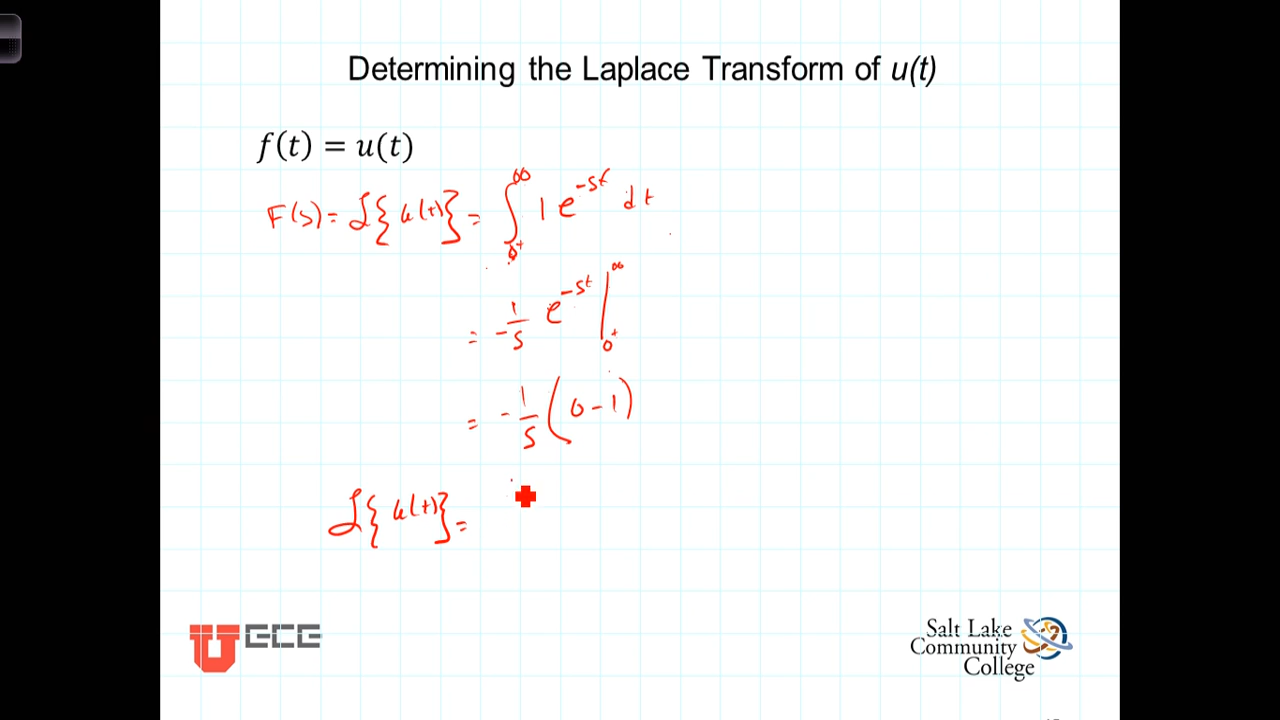 Determining the Laplace Transform of u(t)
f(t) = u(t)
F(s) = ℒ{u(t)} = ∫₀₊^∞ 1 e^{-st} dt
= -1/s e^{-st} |₀₊^∞
= -1/s (0-1)
ℒ{u(t)} =
U ECE
Salt Lake
Community
College